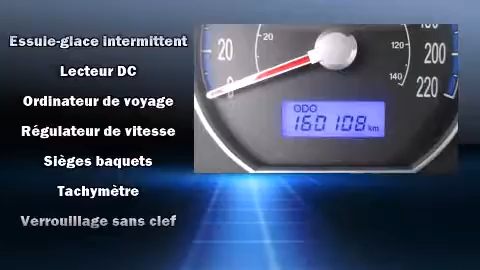 Essuie-glace intermittent
Lecteur DC
Ordinateur de voyage
Régulateur de vitesse
Sièges baquets
Tachymètre
Verrouillage sans clef
20
0
20
120
140
200
220
ODO
160108 km